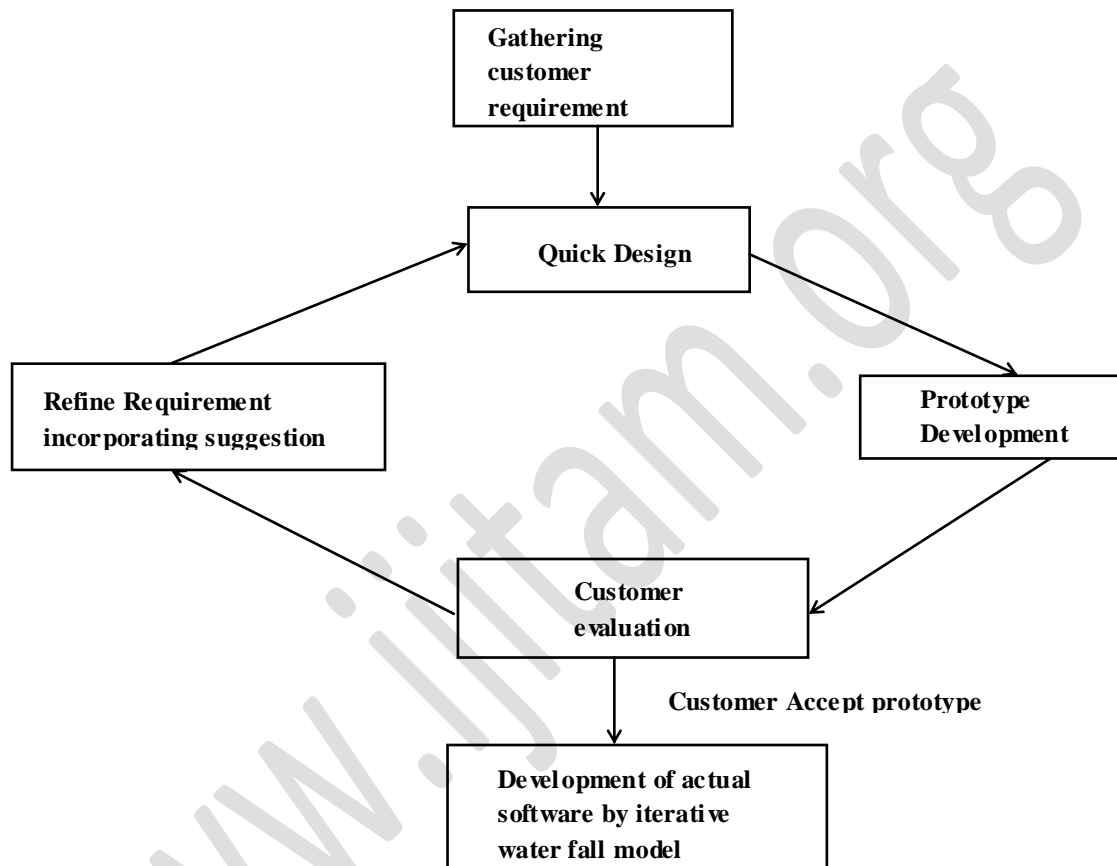 Gathering
customer
requirement
Quick Design
Refine Requirement
incorporating suggestion
Prototype
Development
Customer
evaluation
Customer Accept prototype
Development of actual
software by iterative
water fall model
w.ijitam.org